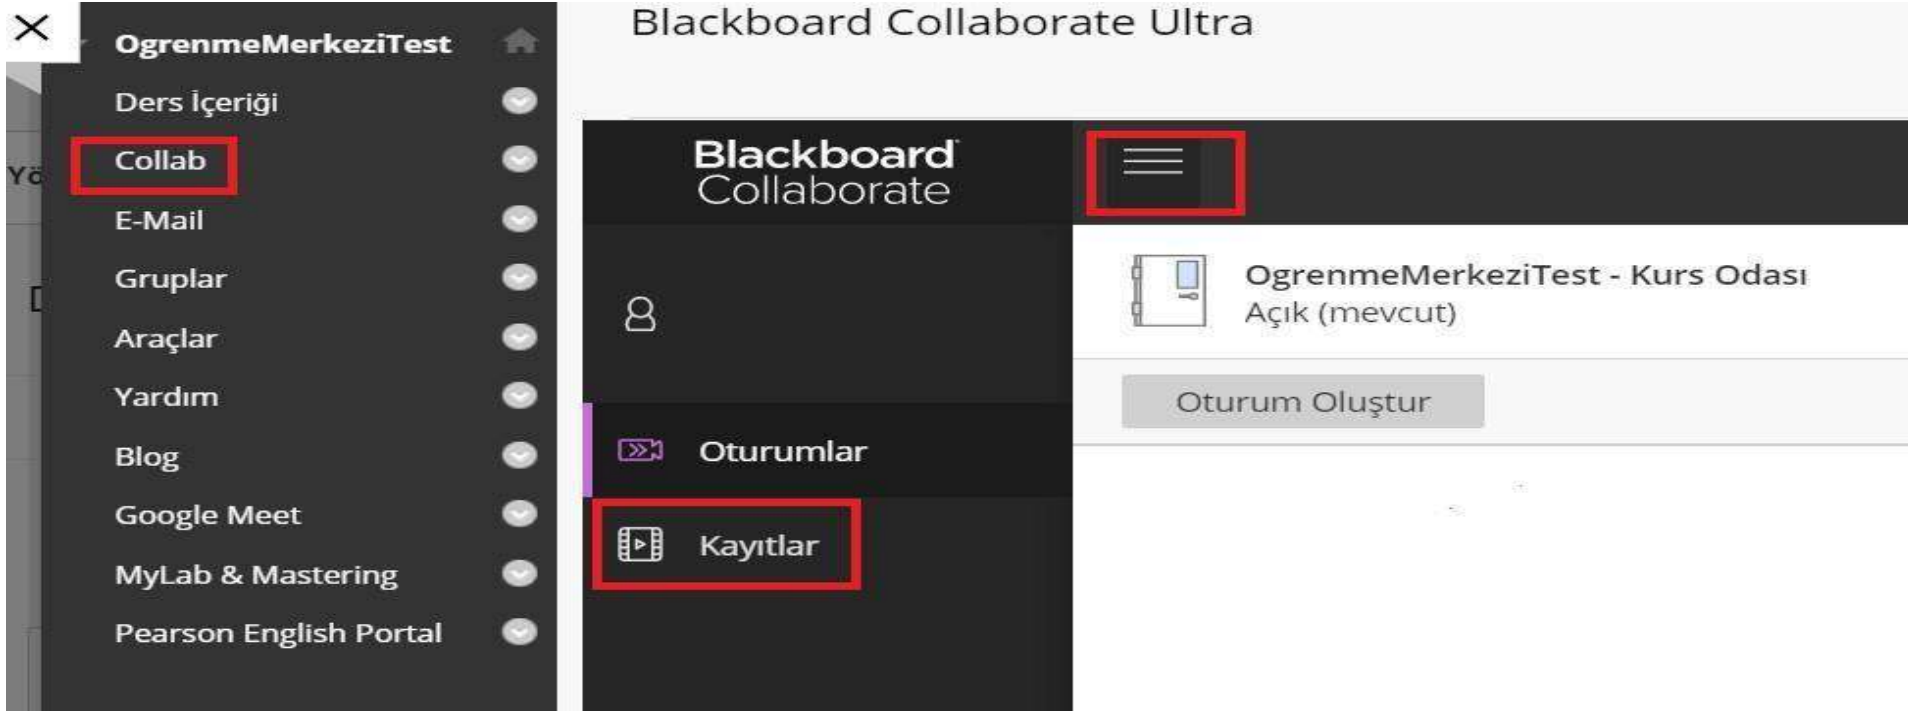 OgrenmeMerkeziTest
Ders İçeriği
Collab
E-Mail
Gruplar
Araçlar
Yardım
Blog
Google Meet
MyLab & Mastering
Pearson English Portal
Yö
Blackboard Collaborate Ultra
Blackboard
Collaborate
Oturumlar
Kayıtlar
OgrenmeMerkeziTest - Kurs Odası
Açık (mevcut)
Oturum Oluştur